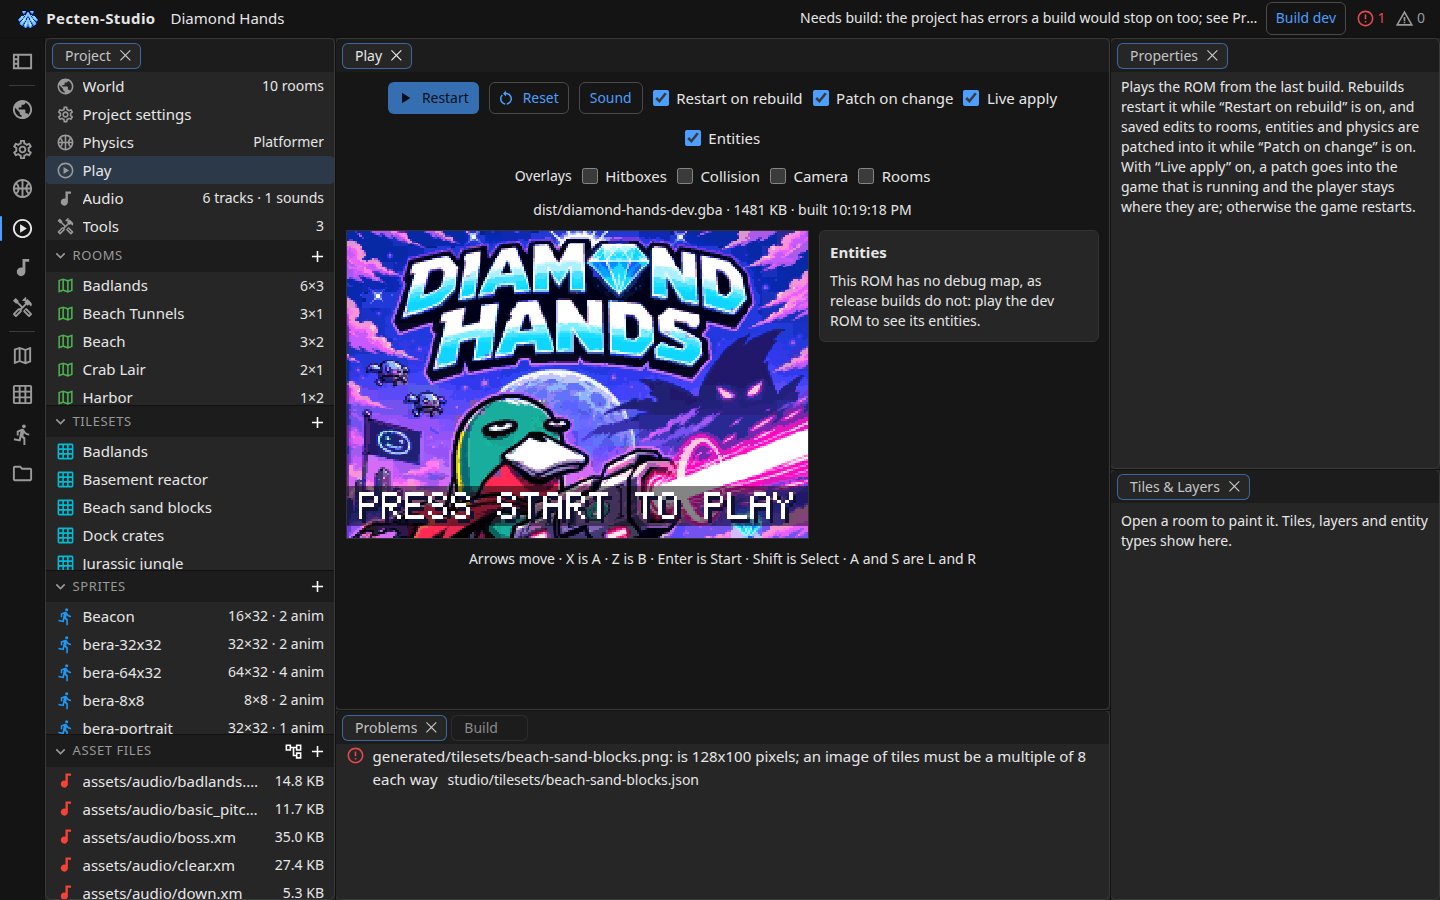 Pecten-Studio Diamond Hands
Needs build: the project has errors a build would stop on too; see Pr...
Build dev
1
0
Project
World 10 rooms
Project settings
Physics Platformer
Play
Audio 6 tracks · 1 sounds
Tools 3
ROOMS
Badlands 6×3
Beach Tunnels 3×1
Beach 3×2
Crab Lair 2×1
Harbor 1×2
TILESETS
Badlands
Basement reactor
Beach sand blocks
Dock crates
Jurassic jungle
SPRITES
Beacon 16×32 · 2 anim
bera-32x32 32×32 · 2 anim
bera-64x32 64×32 · 4 anim
bera-8x8 8×8 · 2 anim
bera-portrait 32×32 · 1 anim
ASSET FILES
assets/audio/badlands.... 14.8 KB
assets/audio/basic_pitc... 11.7 KB
assets/audio/boss.xm 35.0 KB
assets/audio/clear.xm 27.4 KB
assets/audio/down.xm 5.3 KB
Play
Restart Reset Sound Restart on rebuild Patch on change Live apply
Entities
Overlays Hitboxes Collision Camera Rooms
dist/diamond-hands-dev.gba · 1481 KB · built 10:19:18 PM
DIAMOND
HANDS
PRESS START TO PLAY
Entities
This ROM has no debug map, as
release builds do not: play the dev
ROM to see its entities.
Arrows move · X is A · Z is B · Enter is Start · Shift is Select · A and S are L and R
Problems Build
generated/tilesets/beach-sand-blocks.png: is 128x100 pixels; an image of tiles must be a multiple of 8
each way studio/tilesets/beach-sand-blocks.json
Properties
Plays the ROM from the last build. Rebuilds
restart it while “Restart on rebuild” is on, and
saved edits to rooms, entities and physics are
patched into it while “Patch on change” is on.
With “Live apply” on, a patch goes into the
game that is running and the player stays
where they are; otherwise the game restarts.
Tiles & Layers
Open a room to paint it. Tiles, layers and entity
types show here.